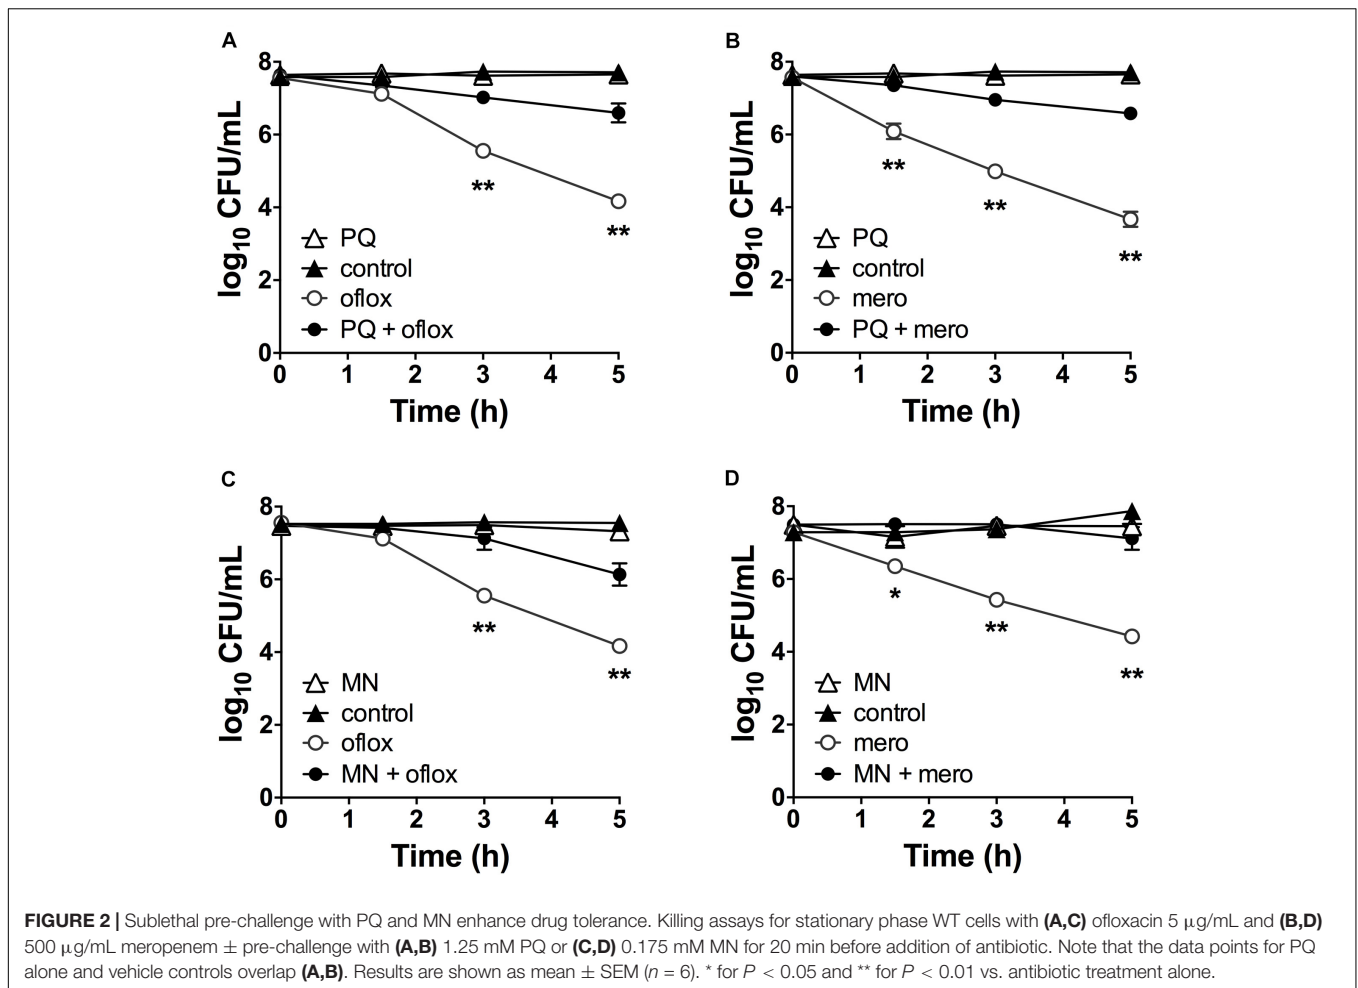 A
log10 CFU/mL
8
6
4
2
0
PQ
control
oflox
PQ + oflox
**
**
0 1 2 3 4 5
Time (h)
B
log10 CFU/mL
8
6
4
2
0
PQ
control
mero
PQ + mero
**
**
**
0 1 2 3 4 5
Time (h)
C
log10 CFU/mL
8
6
4
2
0
MN
control
oflox
MN + oflox
**
**
0 1 2 3 4 5
Time (h)
D
log10 CFU/mL
8
6
4
2
0
MN
control
mero
MN + mero
*
**
**
0 1 2 3 4 5
Time (h)
FIGURE 2 | Sublethal pre-challenge with PQ and MN enhance drug tolerance. Killing assays for stationary phase WT cells with (A,C) ofloxacin 5 μg/mL and (B,D)
500 μg/mL meropenem ± pre-challenge with (A,B) 1.25 mM PQ or (C,D) 0.175 mM MN for 20 min before addition of antibiotic. Note that the data points for PQ
alone and vehicle controls overlap (A,B). Results are shown as mean ± SEM (n = 6). * for P < 0.05 and ** for P < 0.01 vs. antibiotic treatment alone.